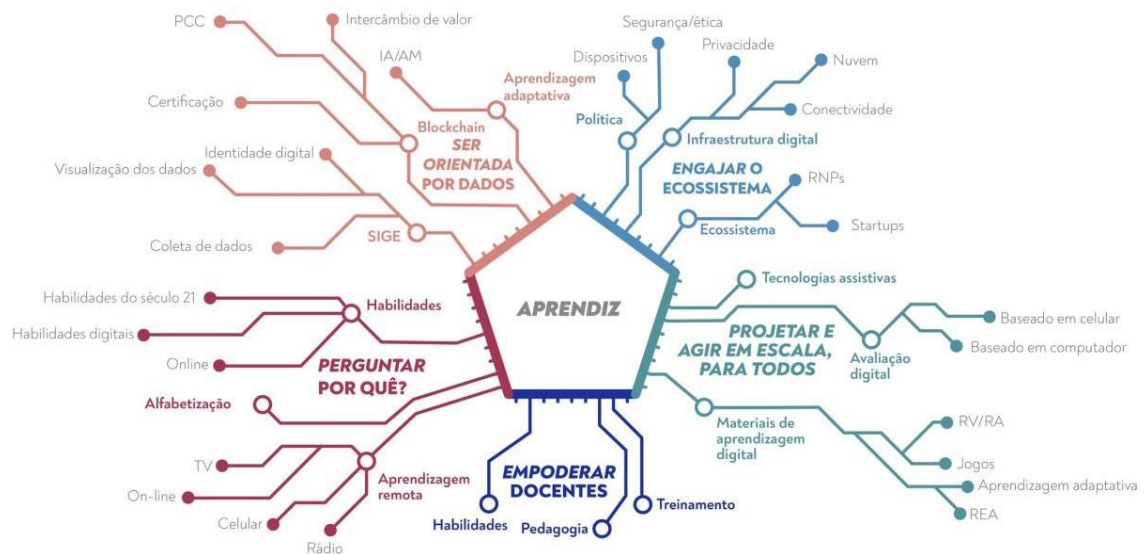 PCC
Intercâmbio de valor
IA/AM
Aprendizagem
adaptativa
Certificação
Blockchain
SER
ORIENTADA
POR DADOS
Identidade digital
Visualização dos dados
SIGE
Coleta de dados
Segurança/ética
Dispositivos
Privacidade
Nuvem
Conectividade
Política
Infraestrutura digital
ENGAJAR O
ECOSSISTEMA
RNPs
Ecossistema
Startups
APRENDIZ
Habilidades do século 21
Habilidades
Habilidades digitais
Online
PERGUNTAR
POR QUÊ?
Alfabetização
TV
On-line
Aprendizagem
remota
Celular
Rádio
EMPODERAR
DOCENTES
Habilidades
Pedagogia
Treinamento
Tecnologias assistivas
PROJETAR E
AGIR EM ESCALA,
PARA TODOS
Avaliação
digital
Baseado em celular
Baseado em computador
Materiais de
aprendizagem
digital
RV/RA
Jogos
Aprendizagem adaptativa
REA